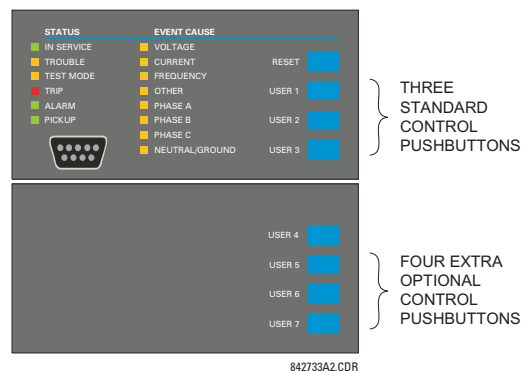 STATUS
IN SERVICE
TROUBLE
TEST MODE
TRIP
ALARM
PICKUP
EVENT CAUSE
VOLTAGE
CURRENT
FREQUENCY
OTHER
PHASE A
PHASE B
PHASE C
NEUTRAL/GROUND
RESET
USER 1
USER 2
USER 3
THREE
STANDARD
CONTROL
PUSHBUTTONS
USER 4
USER 5
USER 6
USER 7
FOUR EXTRA
OPTIONAL
CONTROL
PUSHBUTTONS
842733A2.CDR